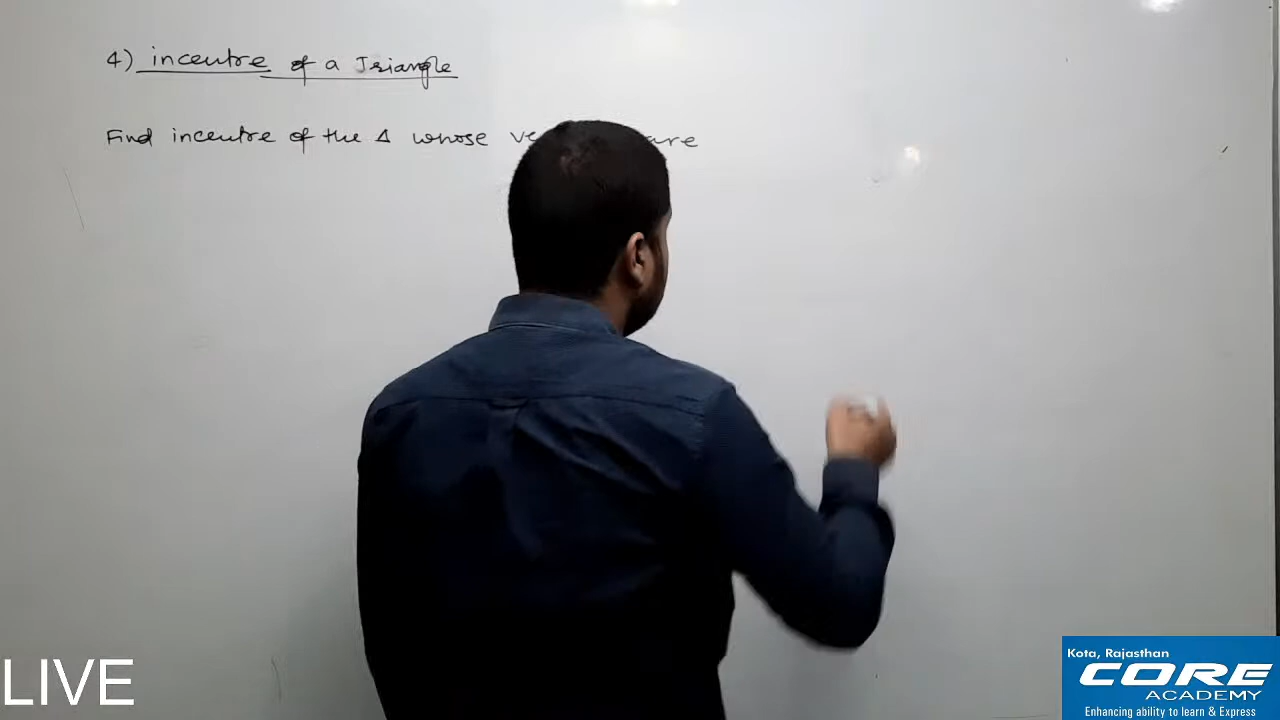 4) incentre of a Triangle
Find incentre of the Δ whose ve are
LIVE
Kota, Rajasthan
CORE
ACADEMY
Enhancing ability to learn & Express